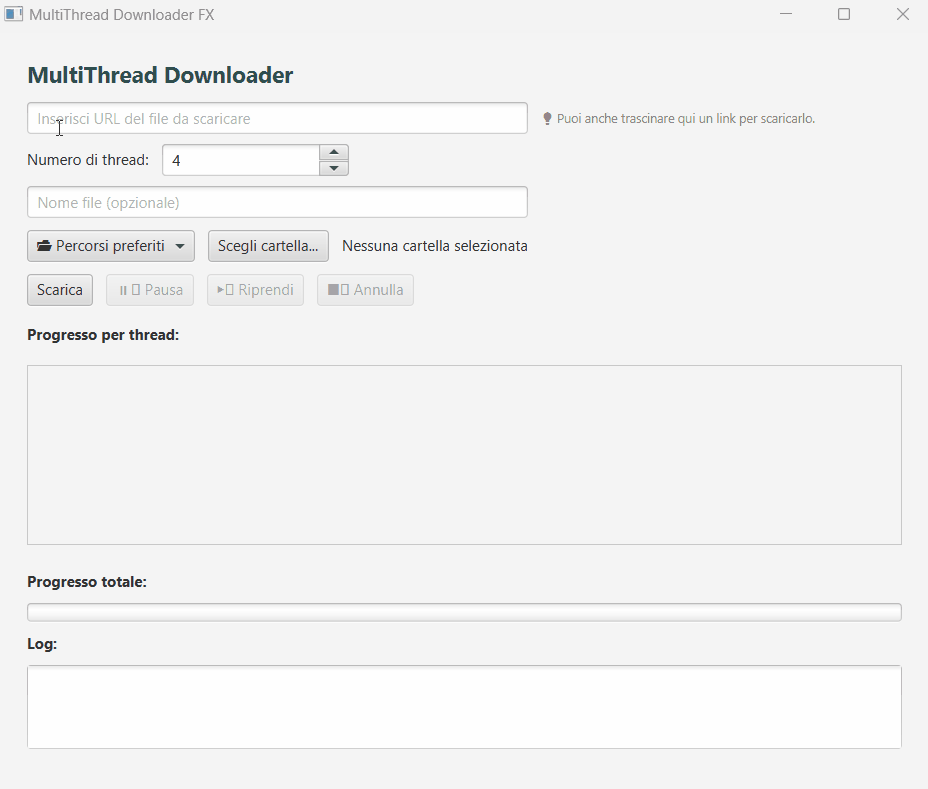 MultiThread Downloader FX
MultiThread Downloader
Inserisci URL del file da scaricare
Puoi anche trascinare qui un link per scaricarlo.
Numero di thread: 4
Nome file (opzionale)
Percorsi preferiti Scegli cartella... Nessuna cartella selezionata
Scarica Pausa Riprendi Annulla
Progresso per thread:
Progresso totale:
Log: